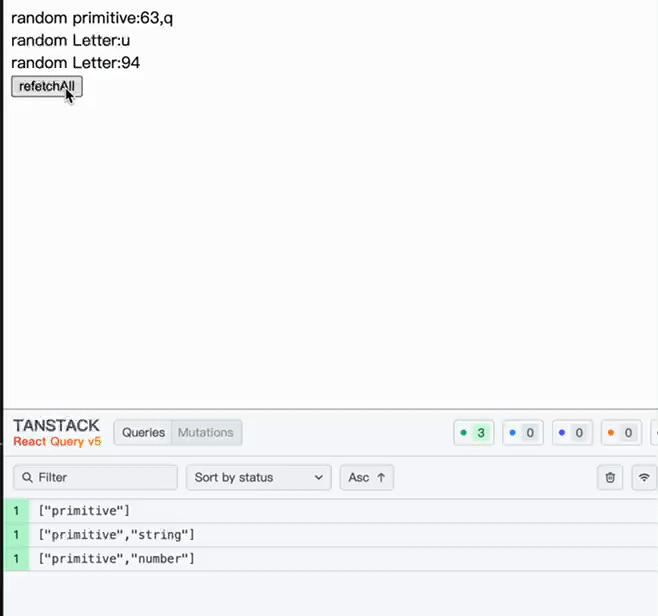 random primitive:63,q
random Letter:u
random Letter:94
refetchAll
TANSTACK
React Query v5
Queries Mutations 3 0 0 0
Filter Sort by status Asc ↑
1 ["primitive"]
1 ["primitive","string"]
1 ["primitive","number"]